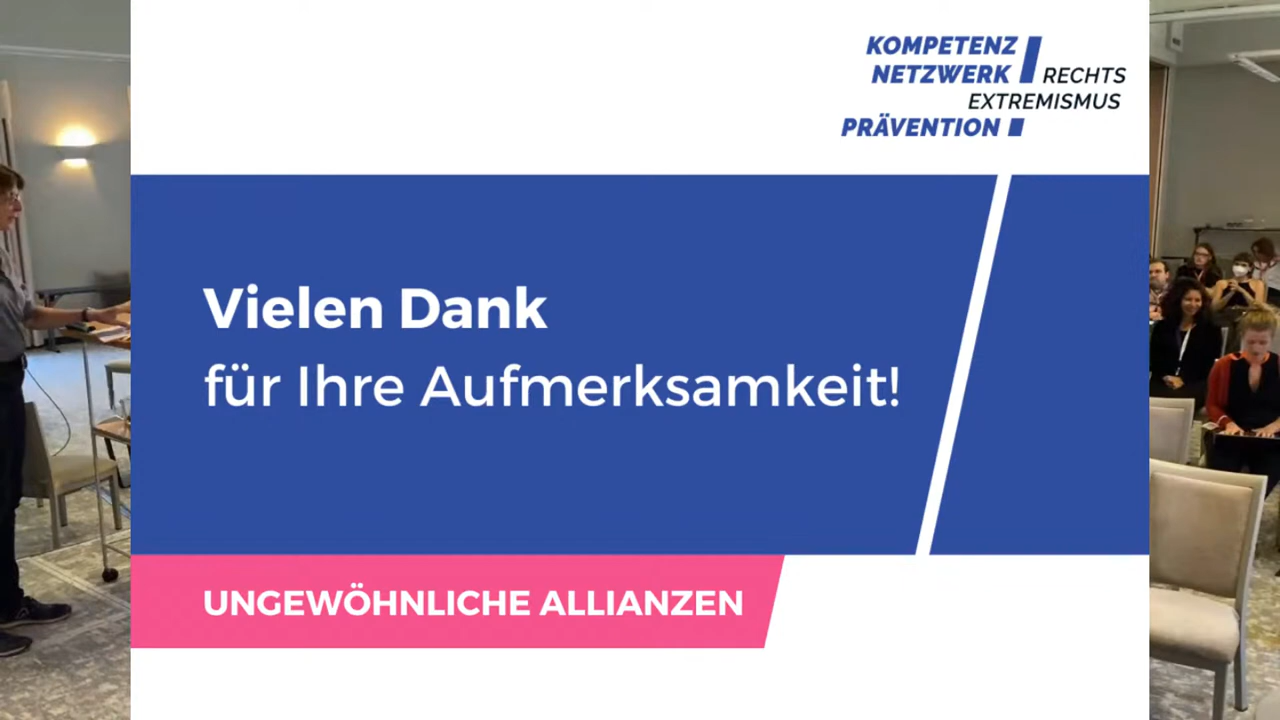 KOMPETENZ
NETZWERK RECHTS
EXTREMISMUS
PRÄVENTION
Vielen Dank
für Ihre Aufmerksamkeit!
UNGEWÖHNLICHE ALLIANZEN